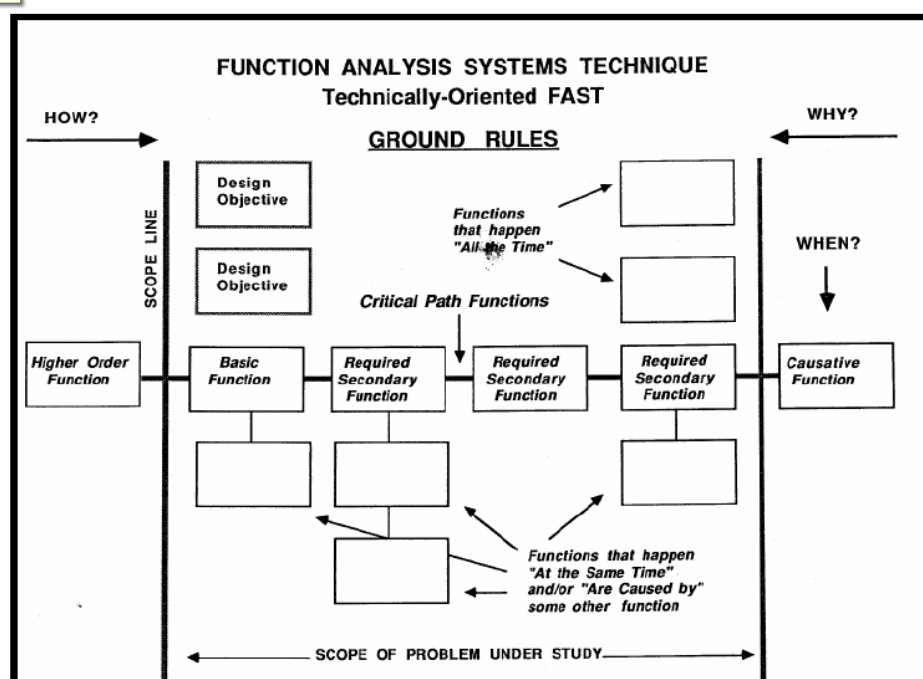 FUNCTION ANALYSIS SYSTEMS TECHNIQUE
Technically-Oriented FAST
HOW?
WHY?
GROUND RULES
Design
Objective
Functions
that happen
"All the Time"
SCOPE LINE
WHEN?
Design
Objective
Critical Path Functions
Higher Order
Function
Basic
Function
Required
Secondary
Function
Required
Secondary
Function
Required
Secondary
Function
Causative
Function
Functions that happen
"At the Same Time"
and/or "Are Caused by"
some other function
SCOPE OF PROBLEM UNDER STUDY